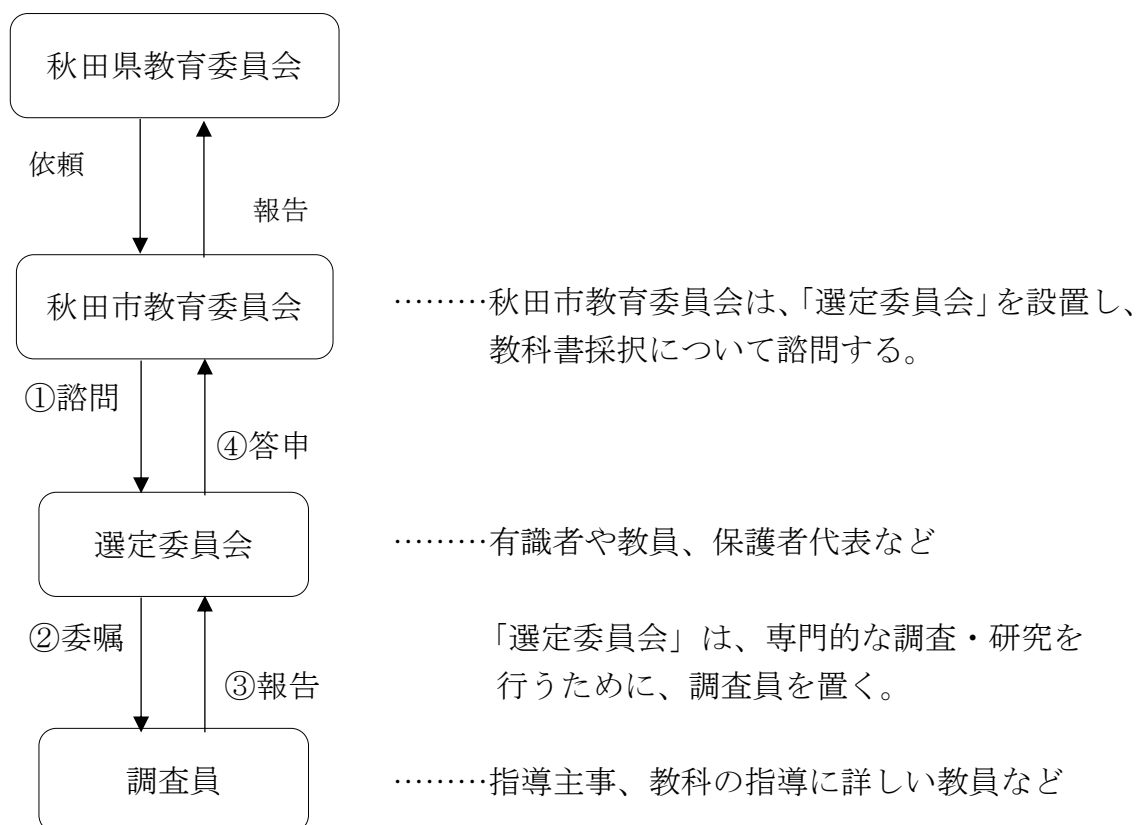 秋田県教育委員会
依頼
報告
秋田市教育委員会
………秋田市教育委員会は、「選定委員会」を設置し、
教科書採択について諮問する。
①諮問
④答申
選定委員会
………有識者や教員、保護者代表など
②委嘱
「選定委員会」は、専門的な調査・研究を
③報告
行うために、調査員を置く。
調査員
………指導主事、教科の指導に詳しい教員など